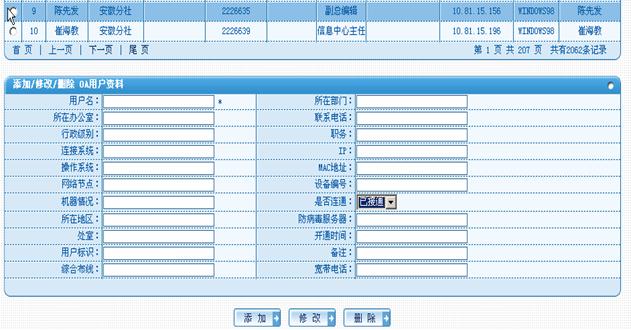 9 陈先发 安徽分社 2226635 副总编辑 10.81.15.156 WINDOWS98 陈先发
10 崔海教 安徽分社 2226639 信息中心主任 10.81.15.196 WINDOWS98 崔海教
首 页 | 上一页 | 下一页 | 尾 页 第 1 页 共 207 页 共有2062条记录
添加/修改/删除 OA用户资料
用户名： * 所在部门：
所在办公室： 联系电话：
行政级别： 职务：
连接系统： IP：
操作系统： MAC地址：
网络节点： 设备编号：
机器情况： 是否连通： 已接通
所在地区： 防病毒服务器：
处室： 开通时间：
用户标识： 备注：
综合布线： 宽带电话：
添 加 修 改 删 除